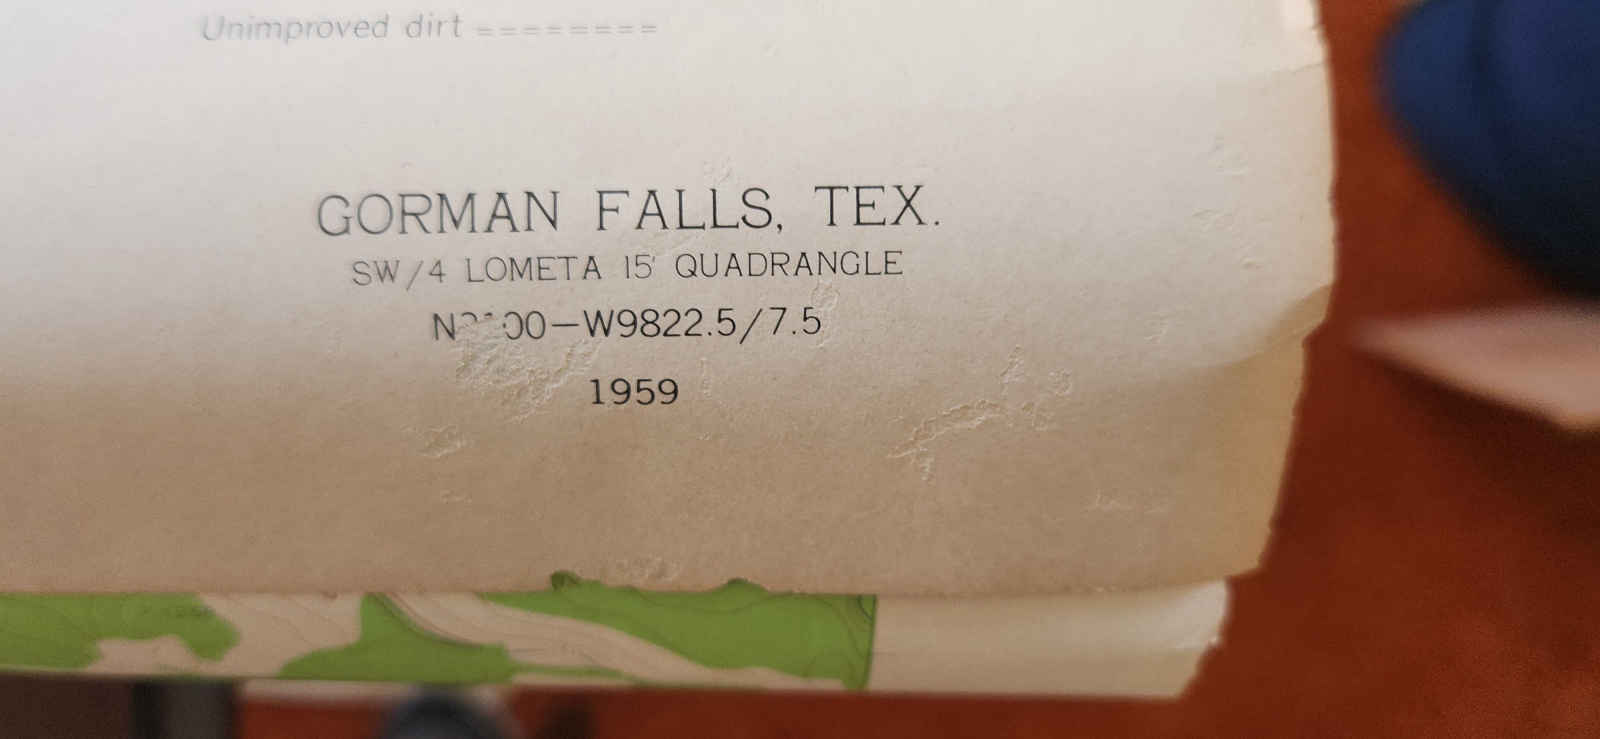 Unimproved dirt ========
GORMAN FALLS, TEX.
SW/4 LOMETA 15' QUADRANGLE
W9822.5/7.5
1959